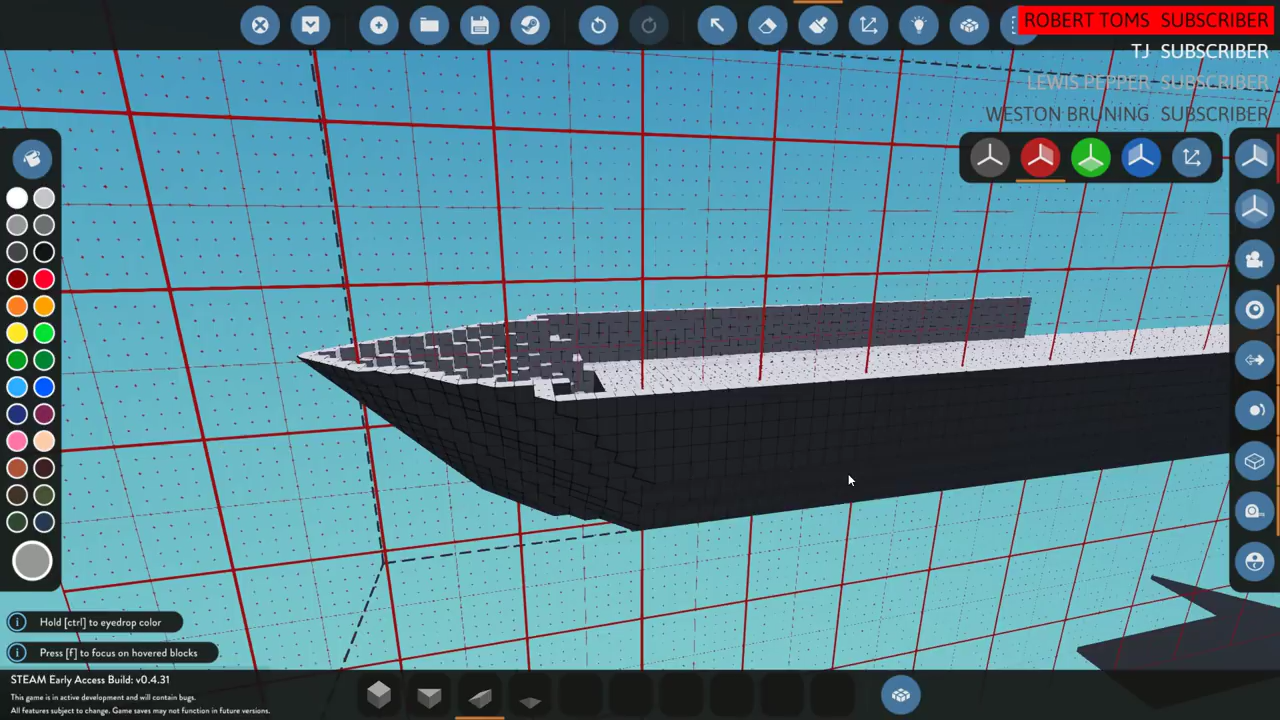 ROBERT TOMS SUBSCRIBER
TJ SUBSCRIBER
LEWIS PEPPER SUBSCRIBER
WESTON BRUNING SUBSCRIBER
Hold [ctrl] to eyedrop color
Press [f] to focus on hovered blocks
STEAM Early Access Build: v0.4.31
This game is in active development and will contain bugs.
All features subject to change. Game saves may not function in future versions.